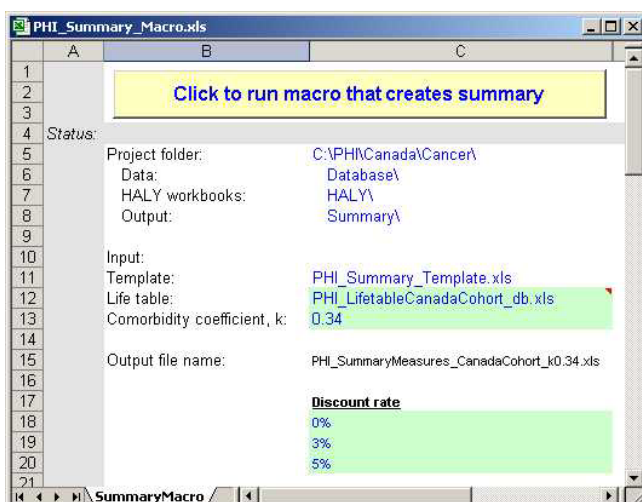 PHI_Summary_Macro.xls
A B C
1
2 Click to run macro that creates summary
3
4 Status:
5 Project folder: C:\PHI\Canada\Cancer\
6 Data: Database\
7 HALY workbooks: HALY\
8 Output: Summary\
9
10 Input:
11 Template: PHI_Summary_Template.xls
12 Life table: PHI_LifetableCanadaCohort_db.xls
13 Comorbidity coefficient, k: 0.34
14
15 Output file name: PHI_SummaryMeasures_CanadaCohort_k0.34.xls
16
17 Discount rate
18 0%
19 3%
20 5%
21
SummaryMacro